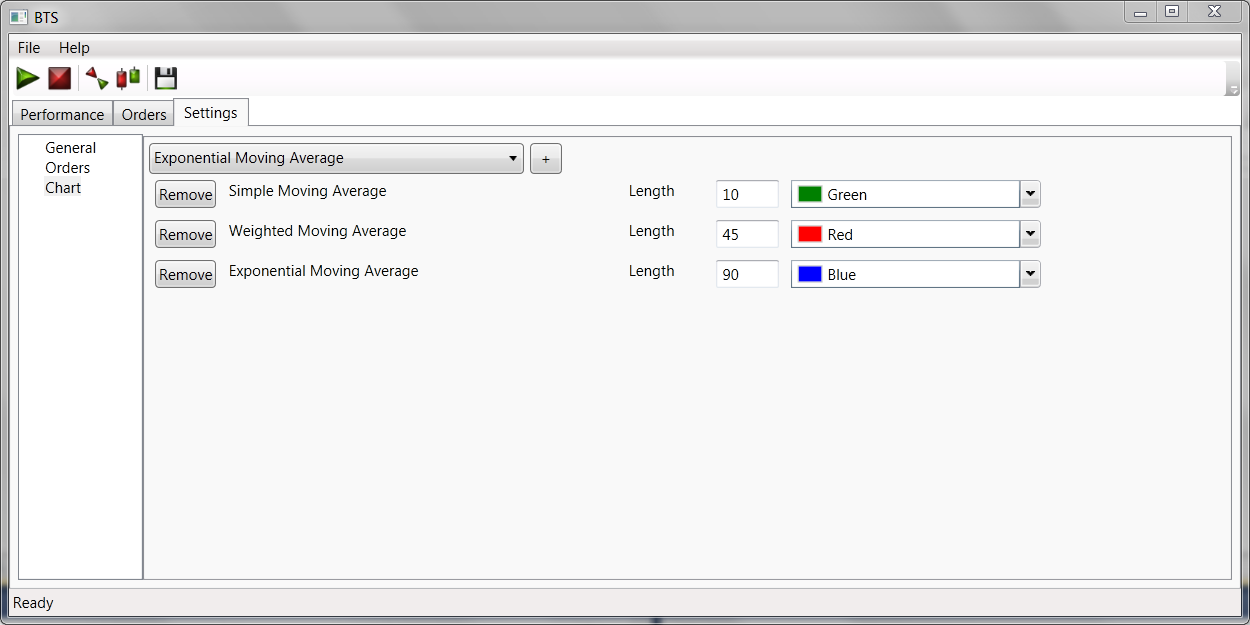 BTS
File Help
Performance Orders Settings
General
Orders
Chart
Exponential Moving Average +
Remove Simple Moving Average Length 10 Green
Remove Weighted Moving Average Length 45 Red
Remove Exponential Moving Average Length 90 Blue
Ready